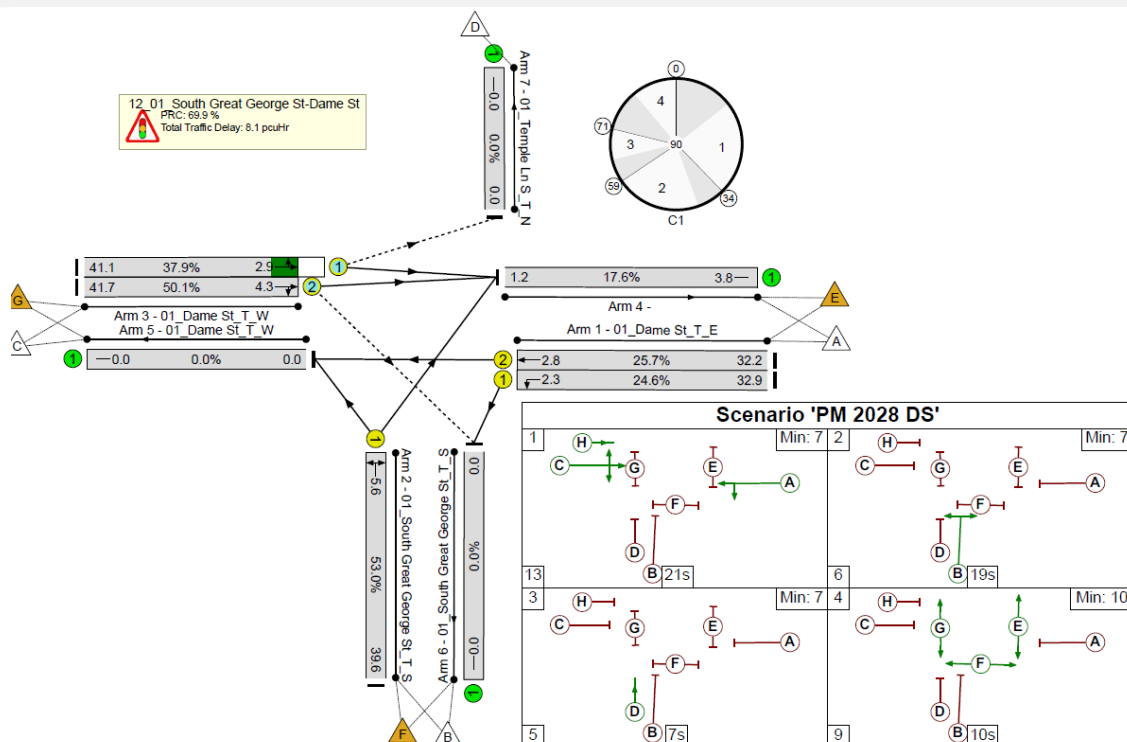 D
1
Arm 7 - 01_Temple Ln S_T_N
0.0
0.0%
0.0
12_01_South Great George St-Dame St
PRC: 69.9 %
Total Traffic Delay: 8.1 pcuHr
0
4
71
3
90
1
59
2
34
C1
41.1 37.9% 2.9
1
41.7 50.1% 4.3
2
1.2 17.6% 3.8
1
G
Arm 3 - 01_Dame St_T_W
Arm 4 -
E
Arm 5 - 01_Dame St_T_W
Arm 1 - 01_Dame St_T_E
C
A
1
0.0 0.0% 0.0
2
2.8 25.7% 32.2
1
2.3 24.6% 32.9
1
5.6
53.0%
39.6
Arm 2 - 01_South Great George St_T_S
Arm 6 - 01_South Great George St_T_S
0.0
0.0%
0.0
1
F
B
Scenario 'PM 2028 DS'
1
Min: 7
H
C
G
E
A
F
D
B
13
21s
2
Min: 7
H
C
G
E
A
F
D
B
6
19s
3
Min: 7
H
C
G
E
A
F
D
B
5
7s
4
Min: 10
H
C
G
E
A
F
D
B
9
10s